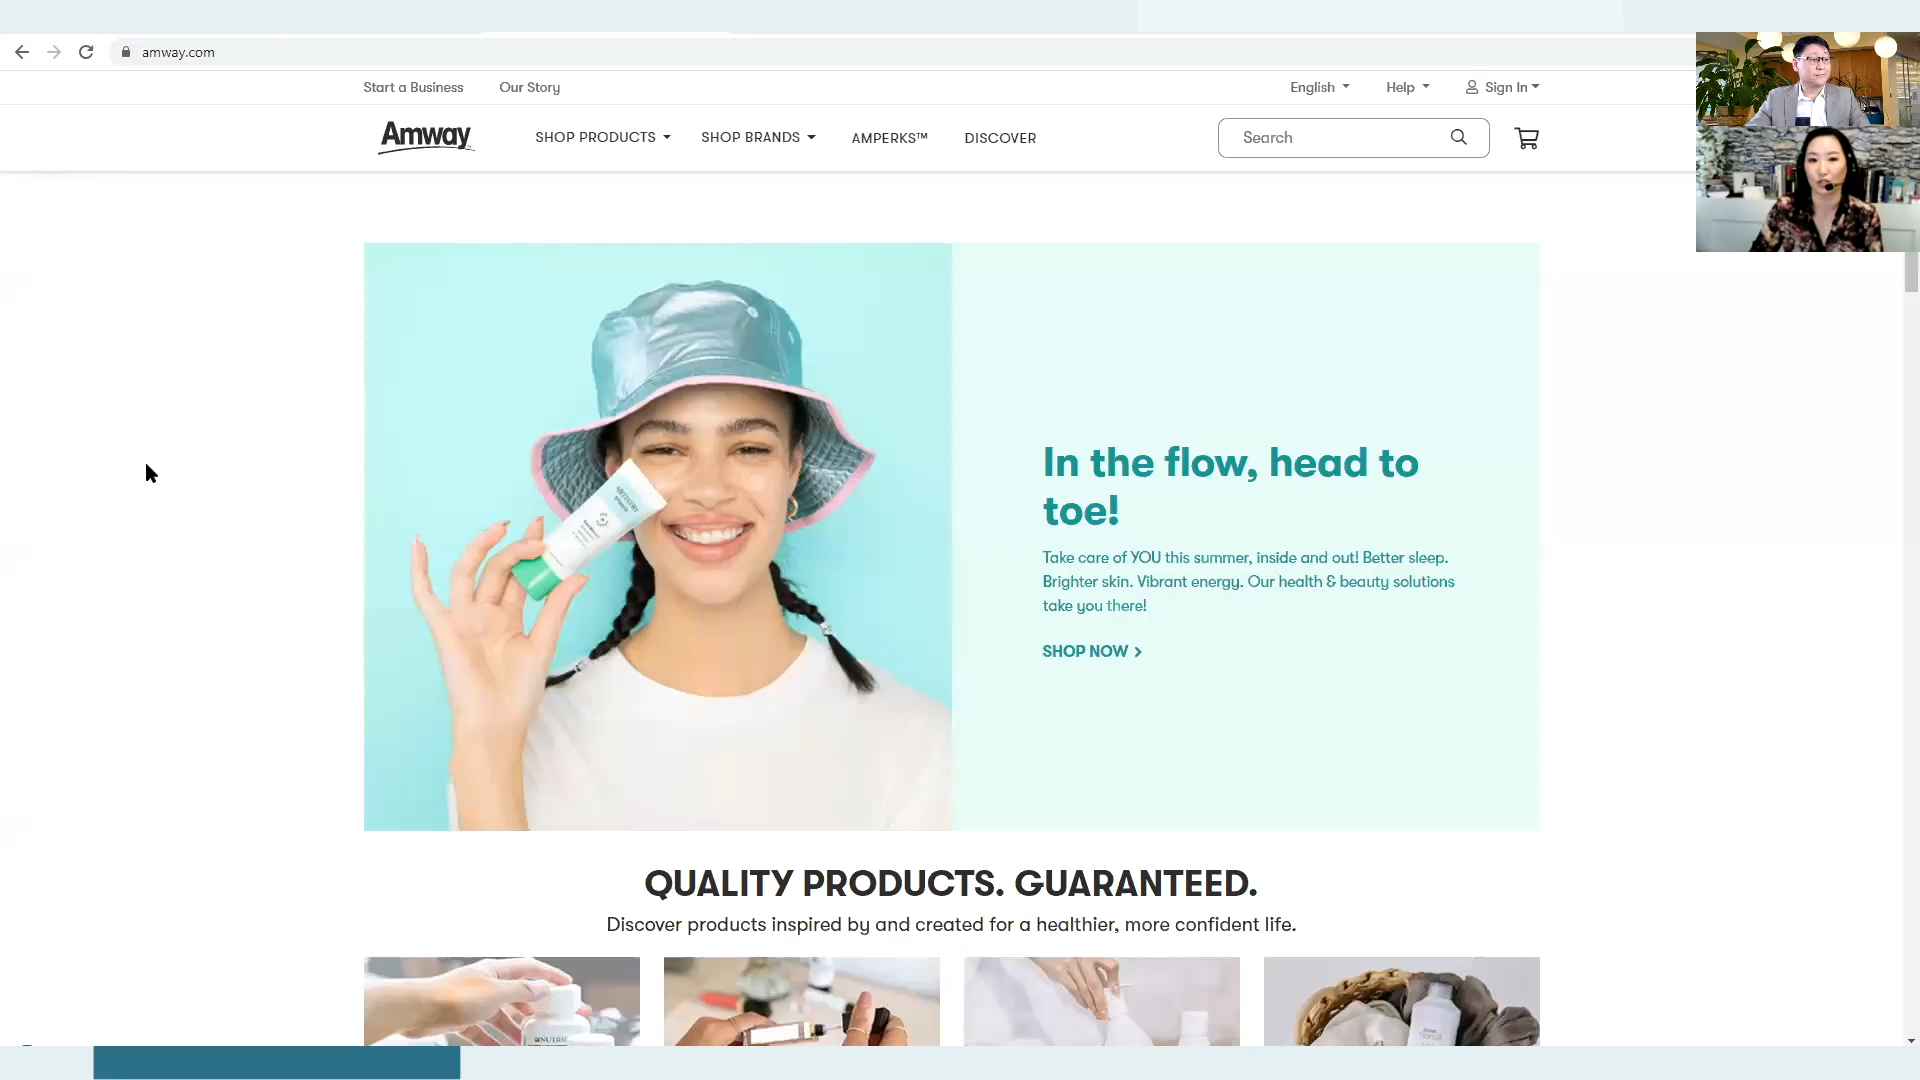 amway.com
Start a Business
Our Story
English
Help
Sign In
Amway
SHOP PRODUCTS
SHOP BRANDS
AMPERKS™
DISCOVER
Search
ARTISTRY
In the flow, head to
toe!
Take care of YOU this summer, inside and out! Better sleep.
Brighter skin. Vibrant energy. Our health & beauty solutions
take you there!
SHOP NOW >
QUALITY PRODUCTS. GUARANTEED.
Discover products inspired by and created for a healthier, more confident life.